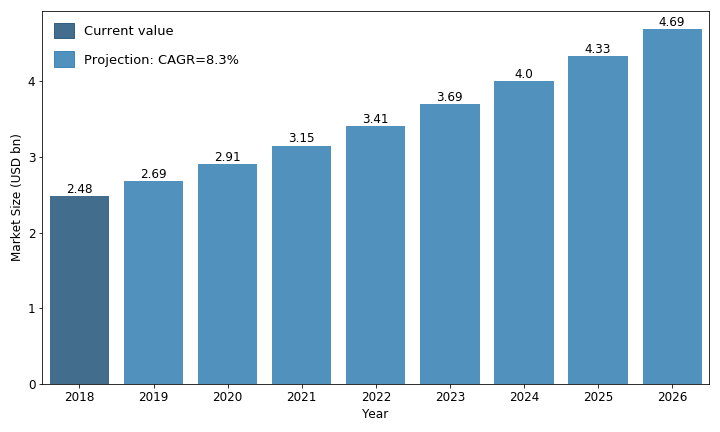 Current value
Projection: CAGR=8.3%
2.48
2.69
2.91
3.15
3.41
3.69
4.0
4.33
4.69
Market Size (USD bn)
4
3
2
1
0
2018 2019 2020 2021 2022 2023 2024 2025 2026
Year